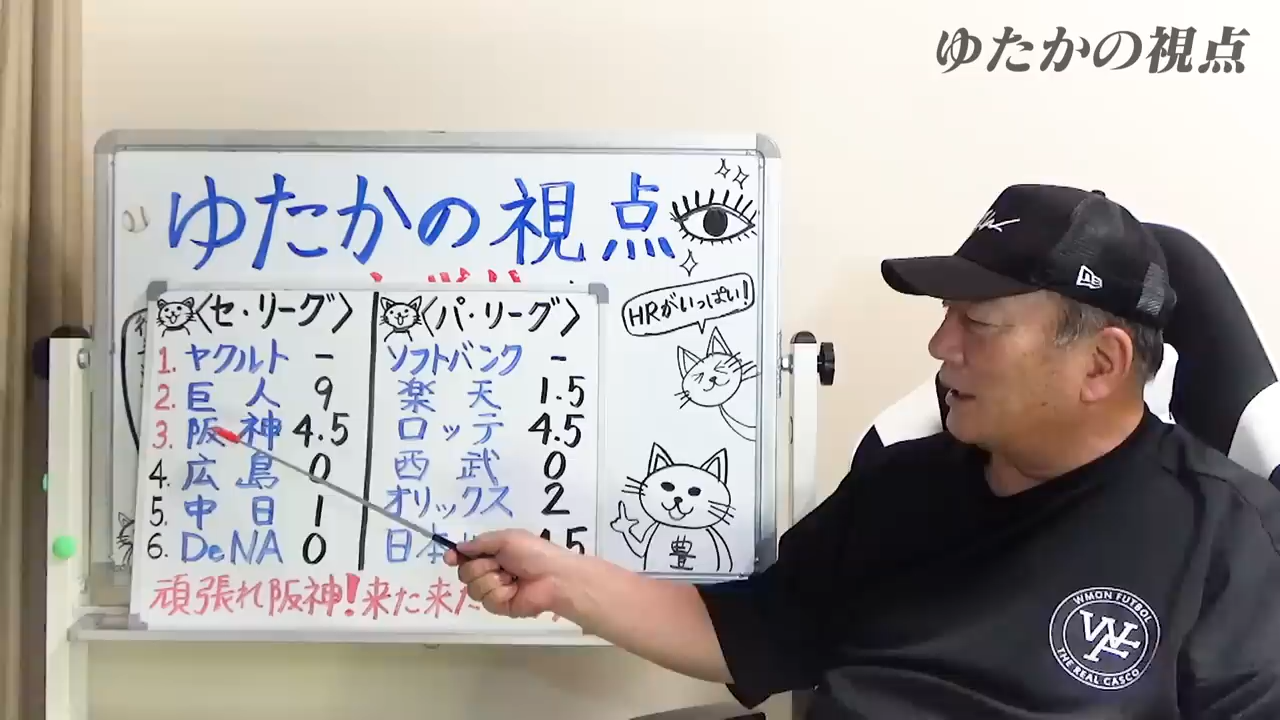 ゆたかの視点
ゆたかの視点
HRがいっぱい!
豊
〈セ・リーグ〉
1. ヤクルト -
2. 巨人 9
3. 阪神 4.5
4. 広島 0
5. 中日 1
6. DeNA 0
〈パ・リーグ〉
ソフトバンク -
楽天 1.5
ロッテ 4.5
西武 0
オリックス 2
日本
頑張れ阪神!来た来た
NE
WMON FUTBOL
WF
THE REAL CASCO